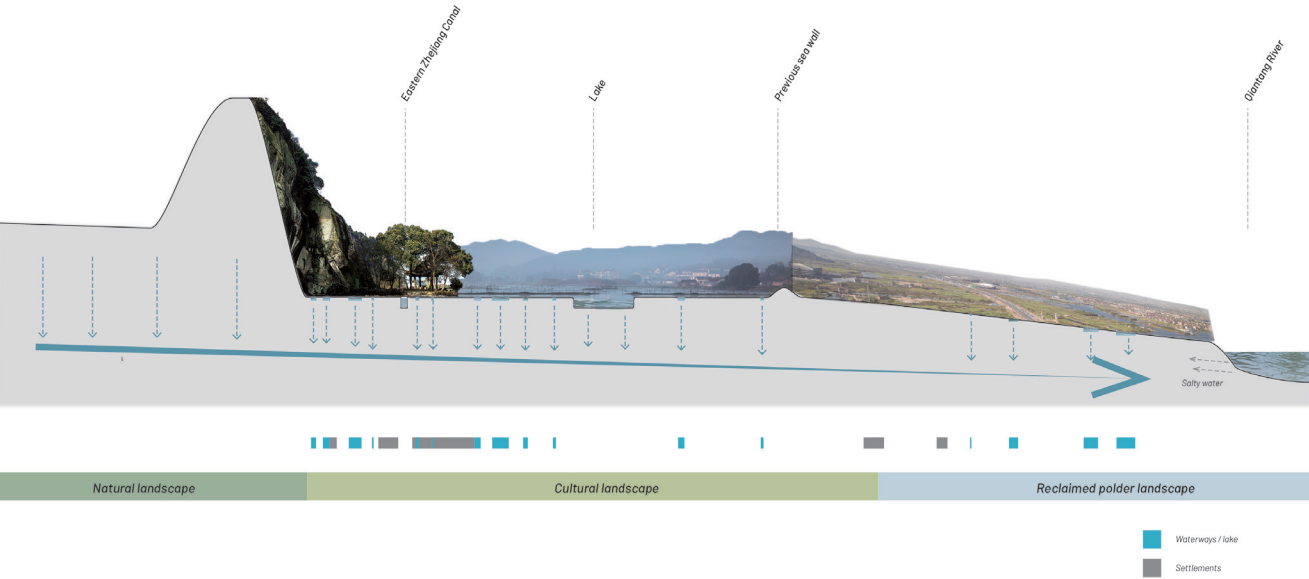 Eastern Zhejiang Canal
Lake
Previous sea wall
Qiantang River
Salty water
Natural landscape
Cultural landscape
Reclaimed polder landscape
Waterways / lake
Settlements